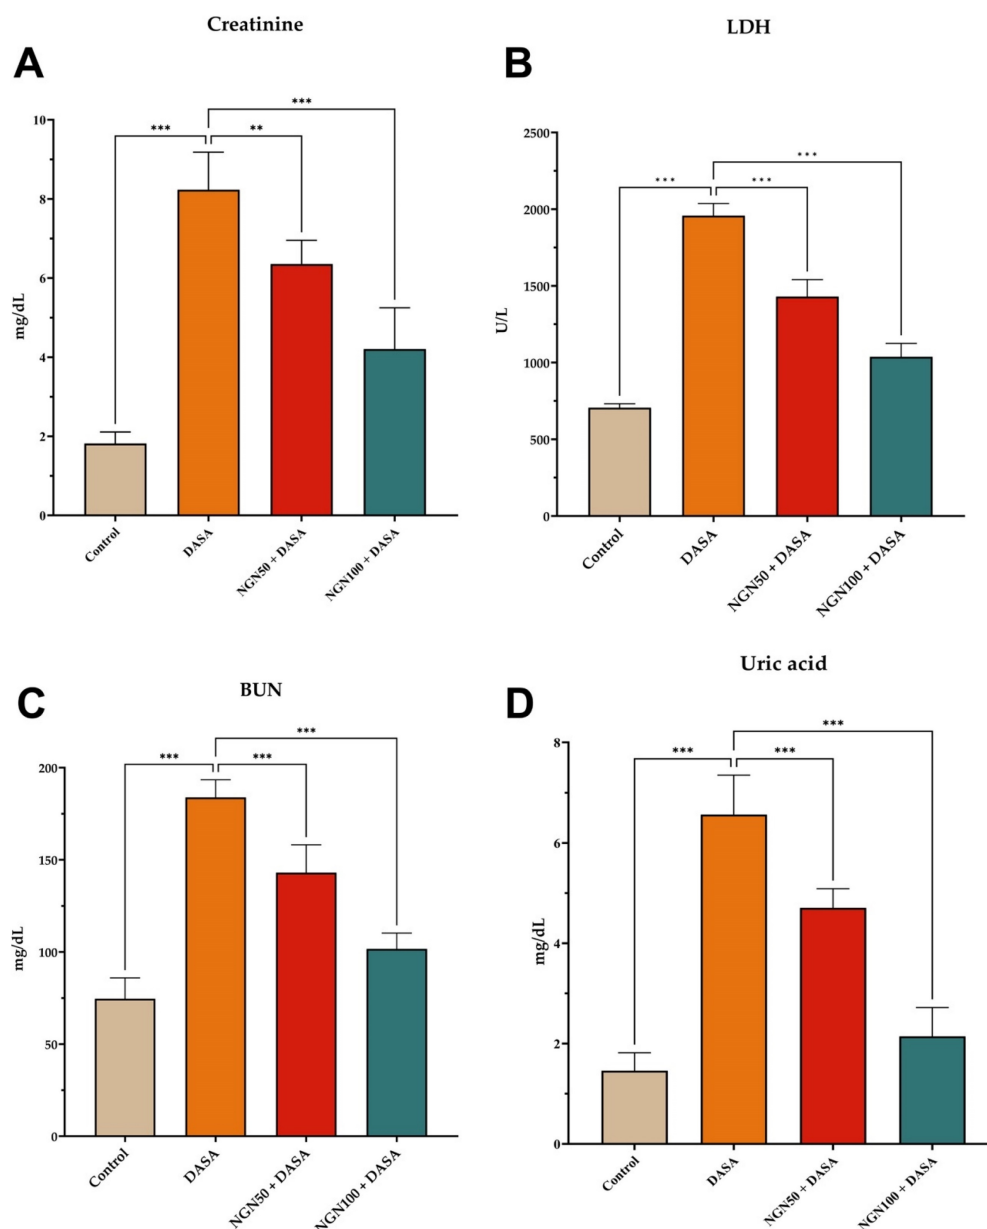 Creatinine
A
***
***
**
10
8
6
4
2
0
mg/dL
Control
DASA
NGN50 + DASA
NGN100 + DASA
LDH
B
***
***
***
2500
2000
1500
1000
500
0
U/L
Control
DASA
NGN50 + DASA
NGN100 + DASA
BUN
C
***
***
***
200
150
100
50
0
mg/dL
Control
DASA
NGN50 + DASA
NGN100 + DASA
Uric acid
D
***
***
***
8
6
4
2
0
mg/dL
Control
DASA
NGN50 + DASA
NGN100 + DASA